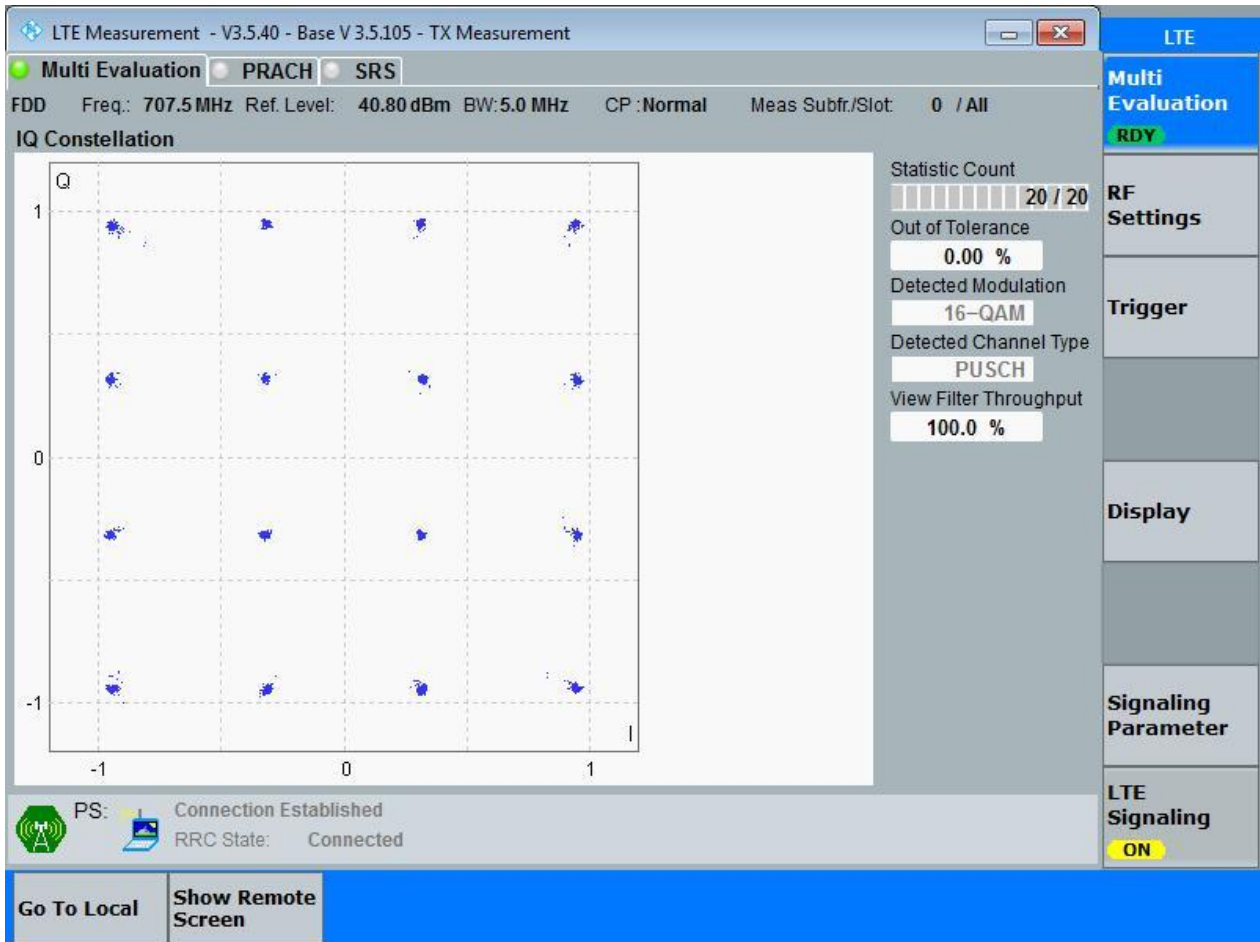 LTE Measurement - V3.5.40 - Base V 3.5.105 - TX Measurement
LTE
Multi Evaluation PRACH SRS
Multi
Evaluation
RDY
FDD Freq.: 707.5 MHz Ref. Level: 40.80 dBm BW: 5.0 MHz CP : Normal Meas Subfr./Slot: 0 / All
IQ Constellation
Q
1
0
-1
I
-1 0 1
Statistic Count
20 / 20
Out of Tolerance
0.00 %
Detected Modulation
16-QAM
Detected Channel Type
PUSCH
View Filter Throughput
100.0 %
RF
Settings
Trigger
Display
Signaling
Parameter
LTE
Signaling
ON
PS: Connection Established
RRC State: Connected
Go To Local
Show Remote
Screen